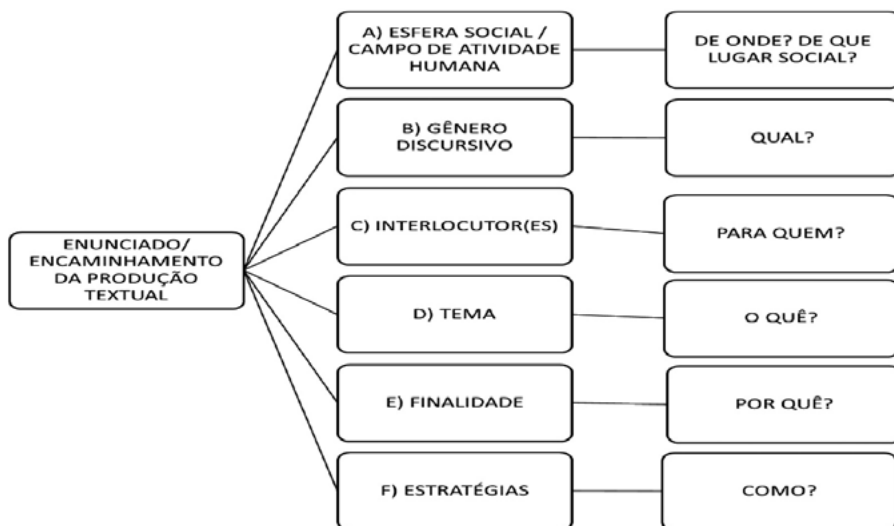 A) ESFERA SOCIAL /
CAMPO DE ATIVIDADE
HUMANA
DE ONDE? DE QUE
LUGAR SOCIAL?
B) GÊNERO
DISCURSIVO
QUAL?
C) INTERLOCUTOR(ES)
PARA QUEM?
ENUNCIADO/
ENCAMINHAMENTO
DA PRODUÇÃO
TEXTUAL
D) TEMA
O QUÊ?
E) FINALIDADE
POR QUÊ?
F) ESTRATÉGIAS
COMO?